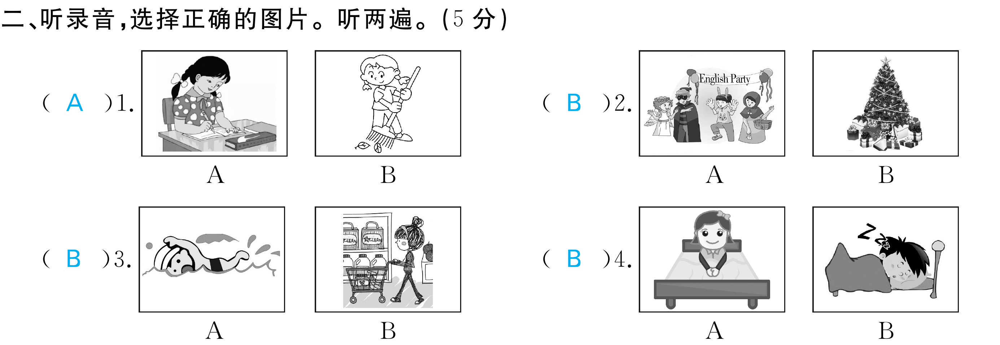 二、听录音,选择正确的图片。听两遍。(5 分)
( A )1. ( B )2.
English Party
A B A B
( B )3. ( B )4.
CLEAN CLEAN
Z Z Z
A B A B